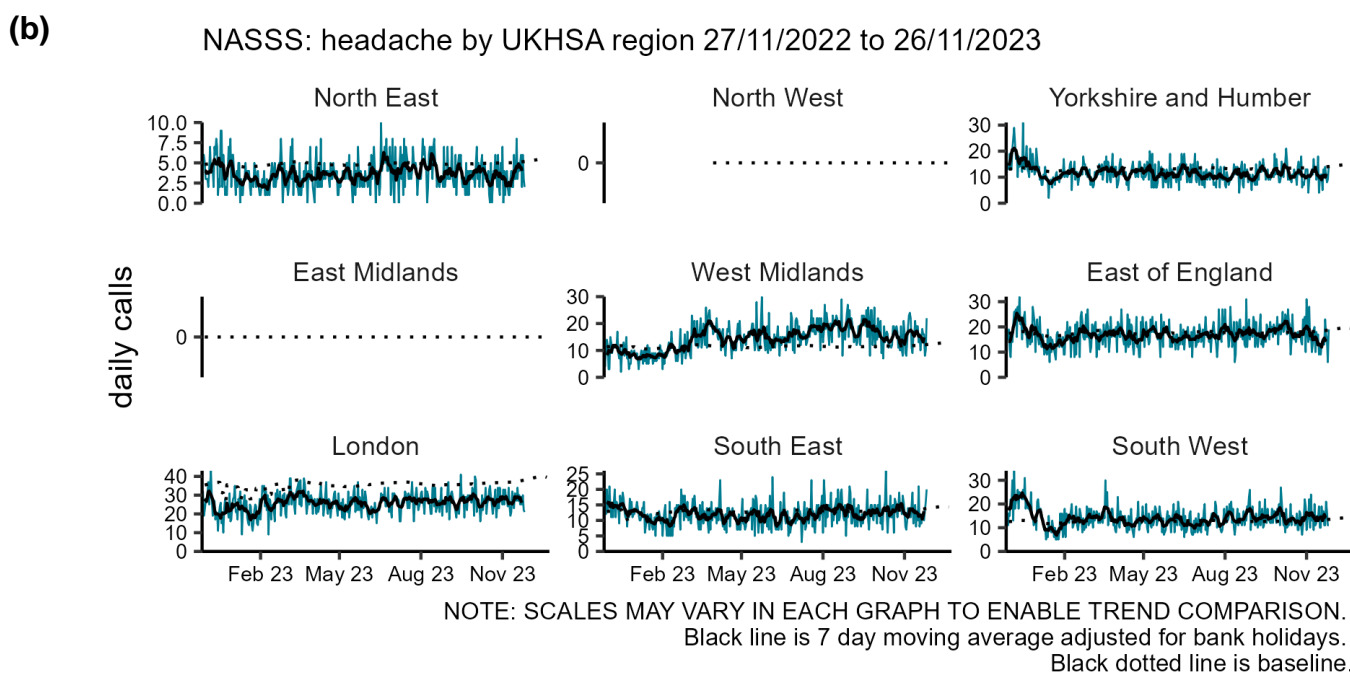 (b)
NASSS: headache by UKHSA region 27/11/2022 to 26/11/2023
daily calls
North East
10.0
7.5
5.0
2.5
0.0
North West
0
Yorkshire and Humber
30
20
10
0
East Midlands
0
West Midlands
30
20
10
0
East of England
30
20
10
0
London
40
30
20
10
0
Feb 23 May 23 Aug 23 Nov 23
South East
25
20
15
10
5
0
Feb 23 May 23 Aug 23 Nov 23
South West
30
20
10
0
Feb 23 May 23 Aug 23 Nov 23
NOTE: SCALES MAY VARY IN EACH GRAPH TO ENABLE TREND COMPARISON.
Black line is 7 day moving average adjusted for bank holidays.
Black dotted line is baseline.